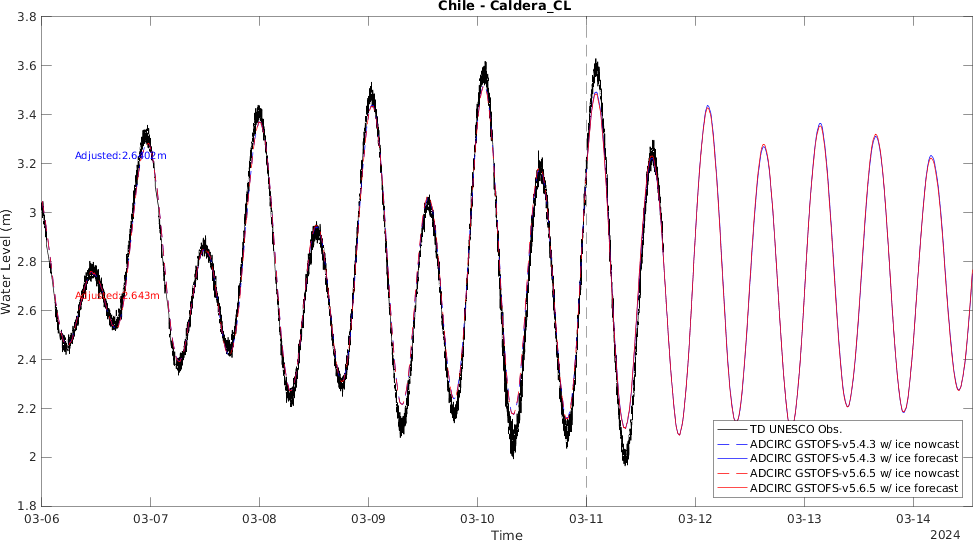 Chile - Caldera_CL
3.8
3.6
3.4
3.2
3
2.8
2.6
2.4
2.2
2
1.8
Water Level (m)
Adjusted:2.6402m
Adjusted:2.643m
TD UNESCO Obs.
ADCIRC GSTOFS-v5.4.3 w/ ice nowcast
ADCIRC GSTOFS-v5.4.3 w/ ice forecast
ADCIRC GSTOFS-v5.6.5 w/ ice nowcast
ADCIRC GSTOFS-v5.6.5 w/ ice forecast
03-06 03-07 03-08 03-09 03-10 03-11 03-12 03-13 03-14
Time
2024